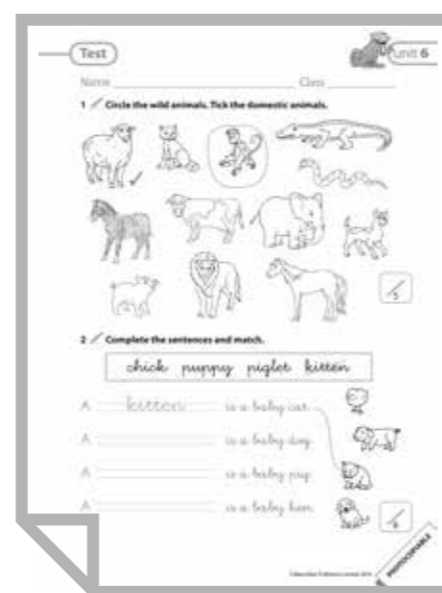 Test
Unit 6
Name Class
1 Circle the wild animals. Tick the domestic animals.
5
2 Complete the sentences and match.
chick puppy piglet kitten
A kitten is a baby cat.
A is a baby dog.
A is a baby pig.
A is a baby hen.
6
PHOTOCOPIABLE